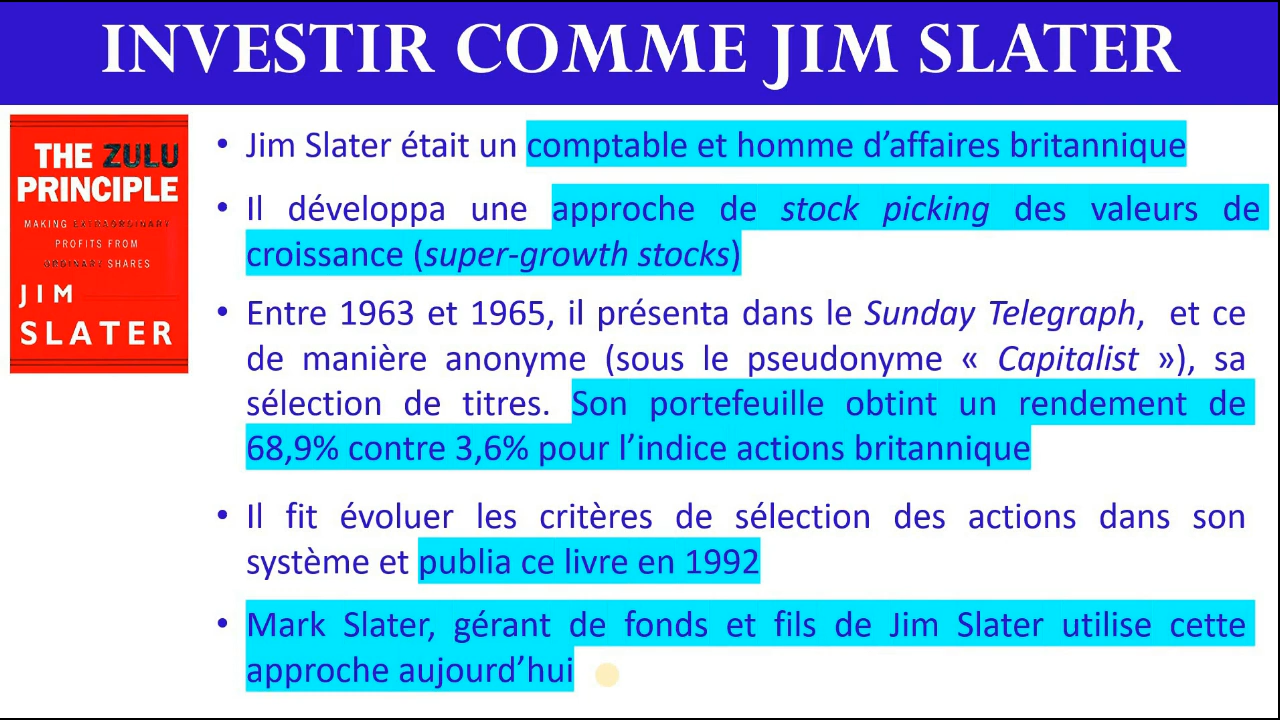 INVESTIR COMME JIM SLATER
THE ZULU
PRINCIPLE
MAKING EXTRAORDINARY
PROFITS FROM
ORDINARY SHARES
JIM
SLATER
• Jim Slater était un comptable et homme d’affaires britannique
• Il développa une approche de stock picking des valeurs de
croissance (super-growth stocks)
• Entre 1963 et 1965, il présenta dans le Sunday Telegraph, et ce
de manière anonyme (sous le pseudonyme « Capitalist »), sa
sélection de titres. Son portefeuille obtint un rendement de
68,9% contre 3,6% pour l’indice actions britannique
• Il fit évoluer les critères de sélection des actions dans son
système et publia ce livre en 1992
• Mark Slater, gérant de fonds et fils de Jim Slater utilise cette
approche aujourd’hui